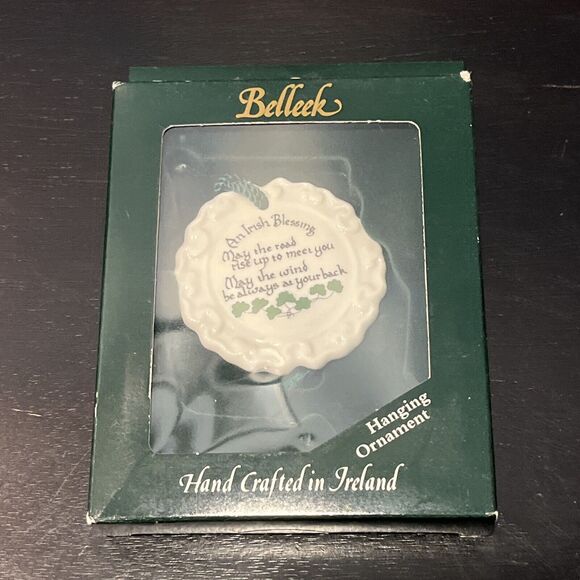 Belleek
An Irish Blessing
May the road
rise up to meet you
May the wind
be always at your back
Hanging
Ornament
Hand Crafted in Ireland